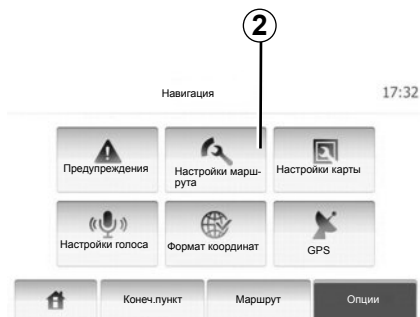 2
Навигация
17:32
Предупреждения
Настройки марш-
рута
Настройки карты
Настройки голоса
Формат координат
GPS
Конеч.пункт
Маршрут
Опции